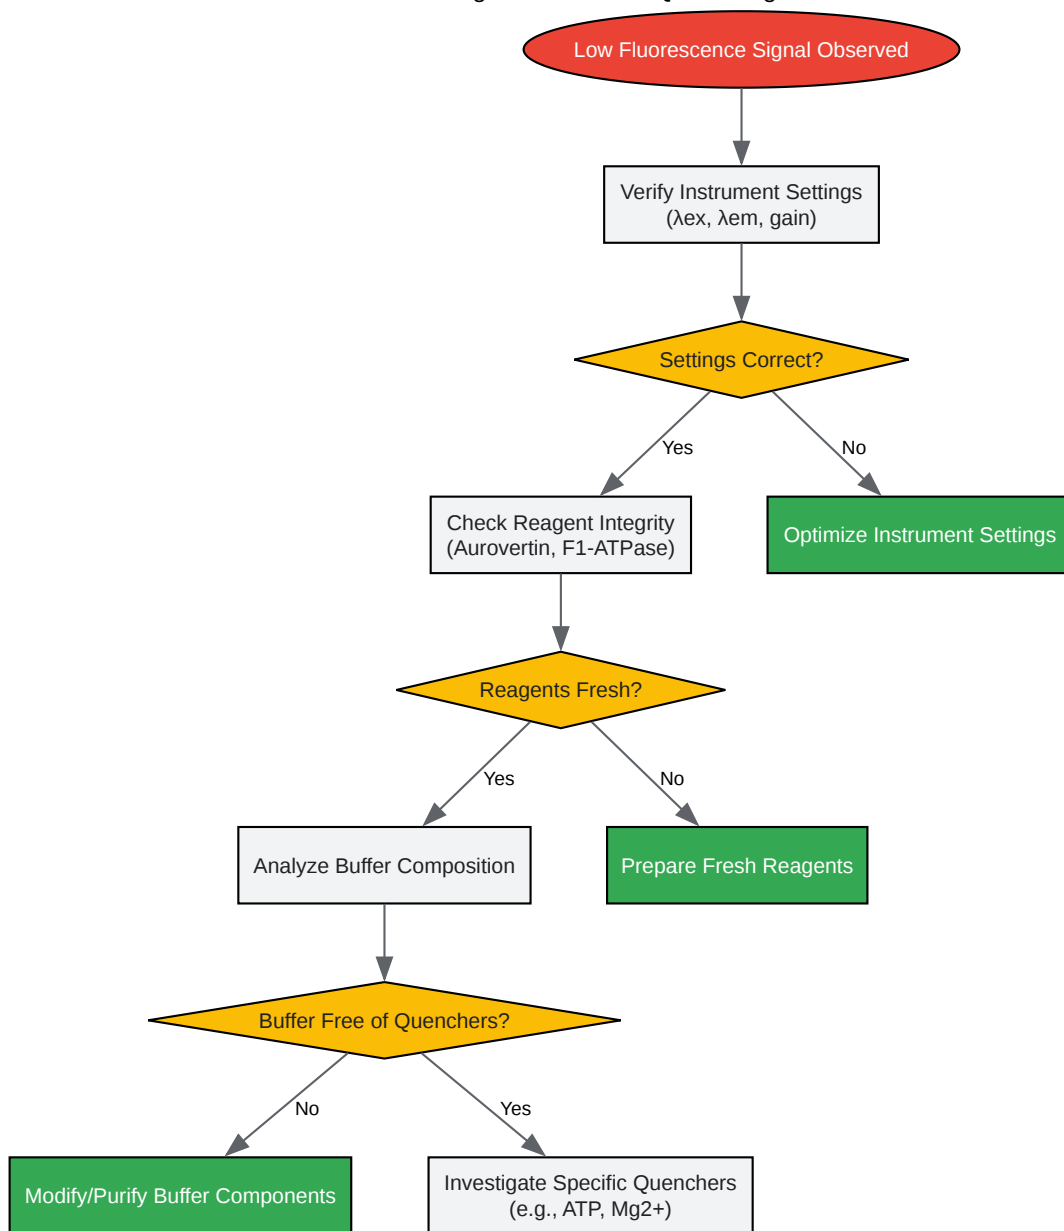 Low Fluorescence Signal Observed
Verify Instrument Settings
(λex, λem, gain)
Settings Correct?
Yes
No
Check Reagent Integrity
(Aurovertin, F1-ATPase)
Optimize Instrument Settings
Reagents Fresh?
Yes
No
Analyze Buffer Composition
Prepare Fresh Reagents
Buffer Free of Quenchers?
No
Yes
Modify/Purify Buffer Components
Investigate Specific Quenchers
(e.g., ATP, Mg2+)